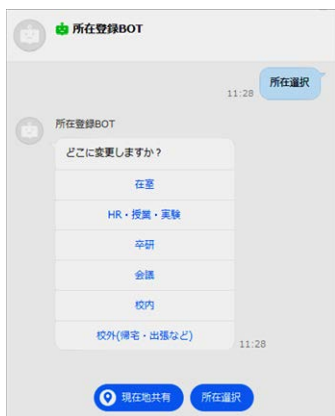 所在登録BOT
所在選択
11:28
所在登録BOT
どこに変更しますか？
在室
HR・授業・実験
卒研
会議
校内
校外(帰宅・出張など)
11:28
現在地共有
所在選択